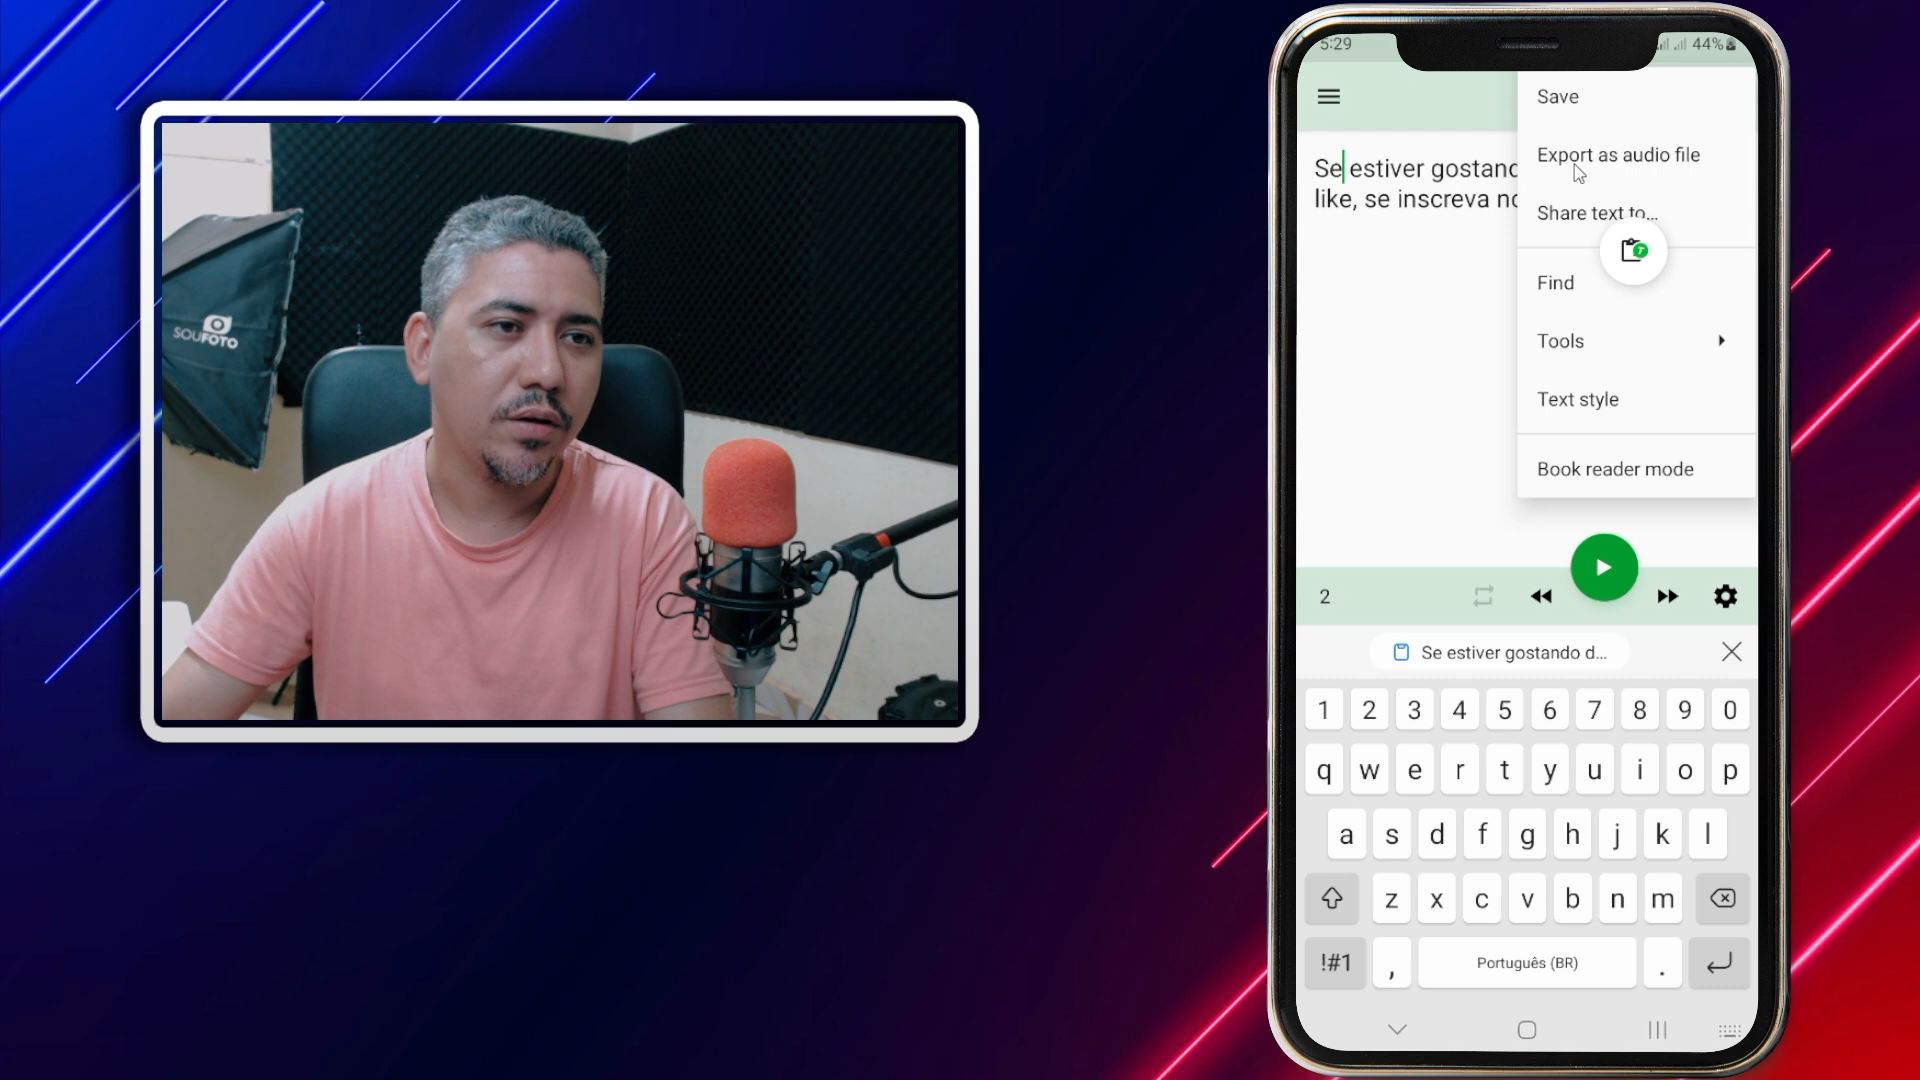 SOUFOTO
5:29
44%
Save
Export as audio file
Share text to...
Find
Tools
Text style
Book reader mode
Se estiver gostand
like, se inscreva no
2
Se estiver gostando d...
1 2 3 4 5 6 7 8 9 0
q w e r t y u i o p
a s d f g h j k l
z x c v b n m
!#1 , Português (BR) .